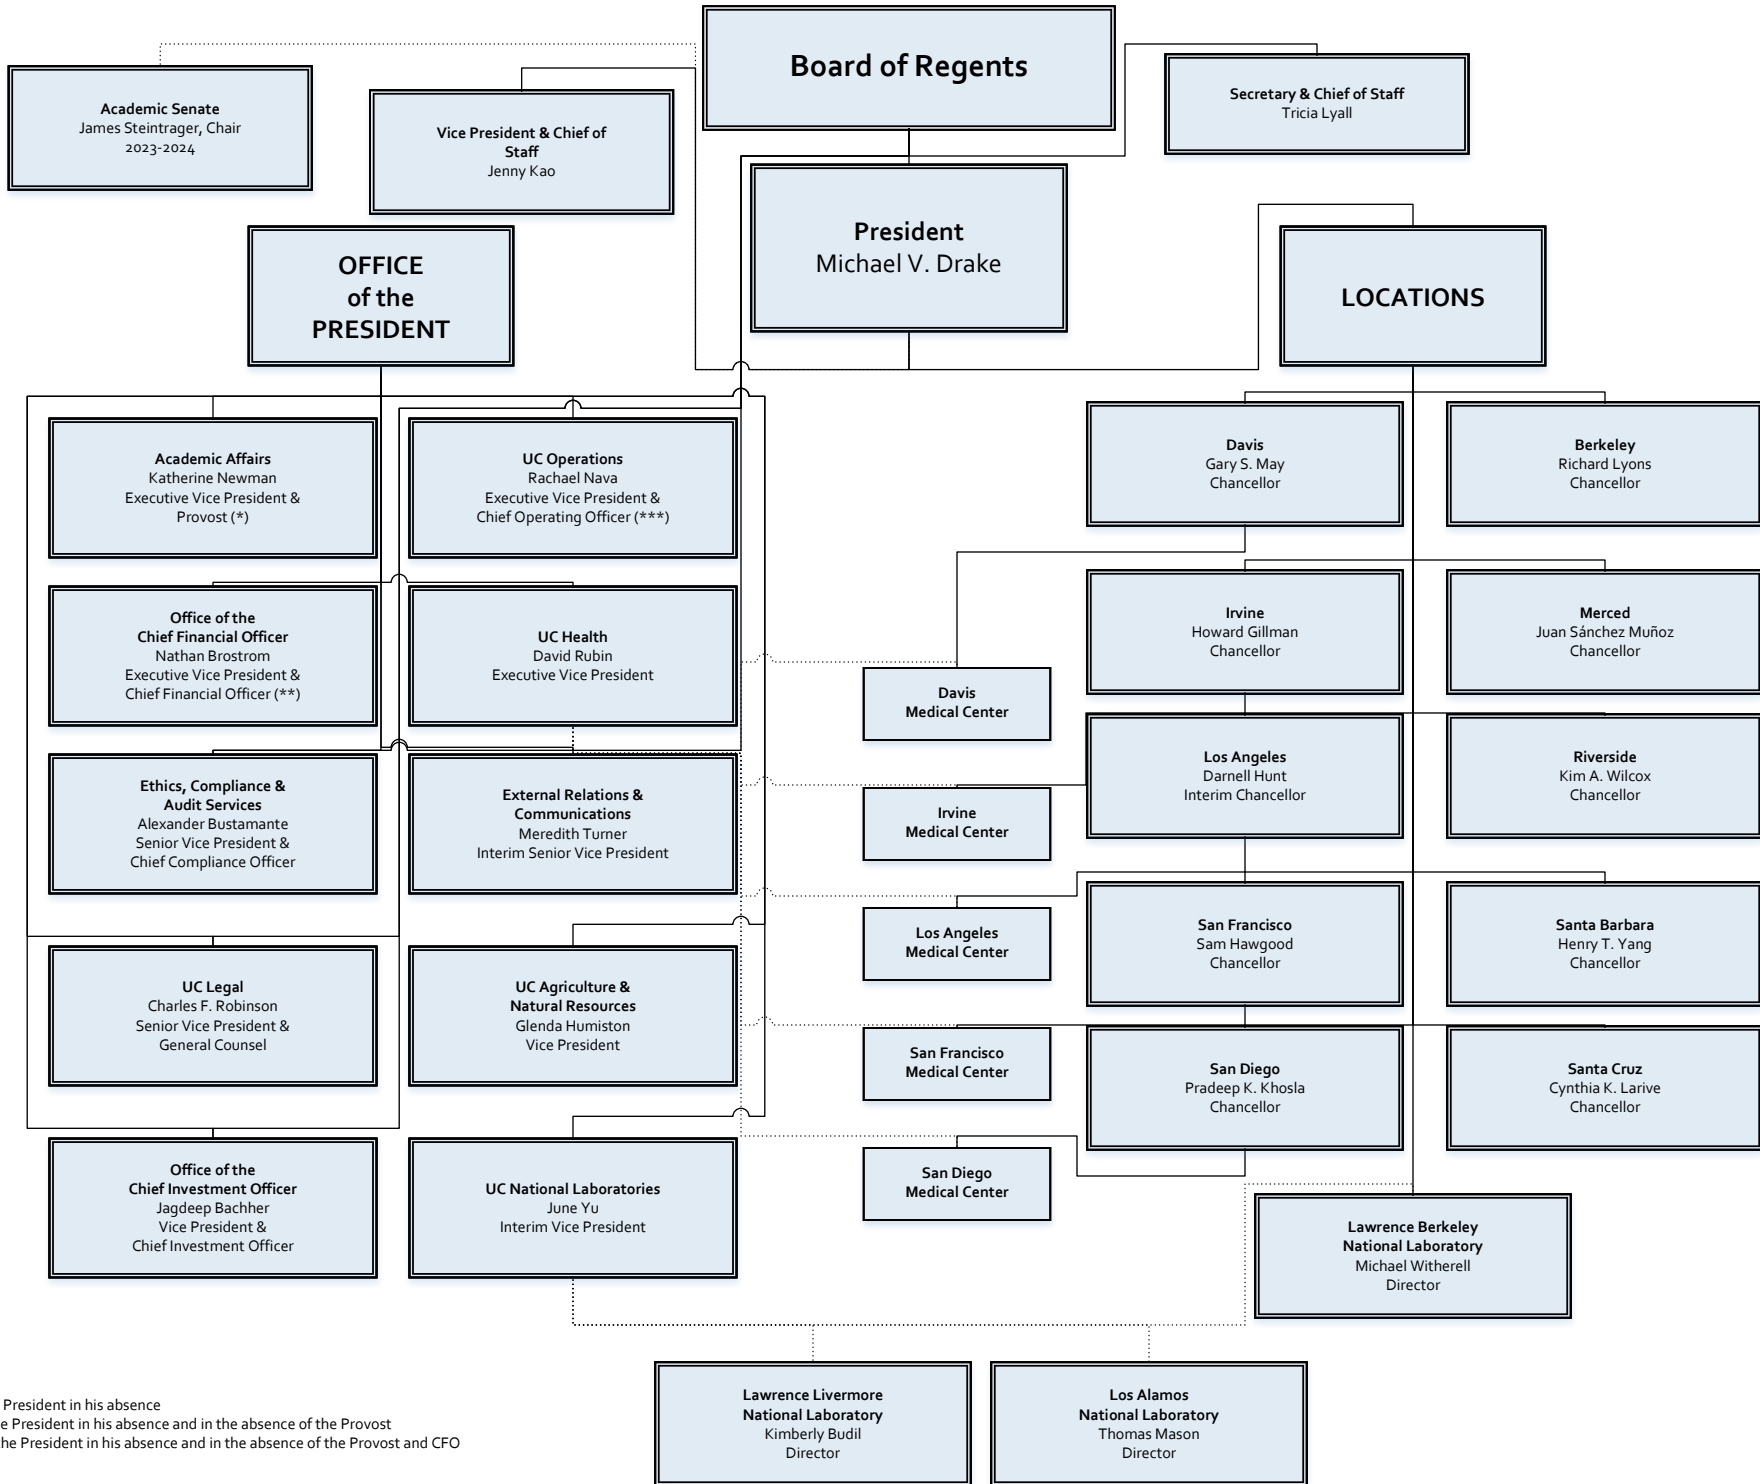 Board of Regents
Academic Senate
James Steintrager, Chair
2023-2024
Vice President & Chief of
Staff
Jenny Kao
Secretary & Chief of Staff
Tricia Lyall
President
Michael V. Drake
OFFICE
of the
PRESIDENT
LOCATIONS
Academic Affairs
Katherine Newman
Executive Vice President &
Provost (*)
UC Operations
Rachael Nava
Executive Vice President &
Chief Operating Officer (***)
Davis
Gary S. May
Chancellor
Berkeley
Richard Lyons
Chancellor
Office of the
Chief Financial Officer
Nathan Brostrom
Executive Vice President &
Chief Financial Officer (**)
UC Health
David Rubin
Executive Vice President
Irvine
Howard Gillman
Chancellor
Merced
Juan Sánchez Muñoz
Chancellor
Davis
Medical Center
Ethics, Compliance &
Audit Services
Alexander Bustamante
Senior Vice President &
Chief Compliance Officer
External Relations &
Communications
Meredith Turner
Interim Senior Vice President
Irvine
Medical Center
Los Angeles
Darnell Hunt
Interim Chancellor
Riverside
Kim A. Wilcox
Chancellor
Los Angeles
Medical Center
San Francisco
Sam Hawgood
Chancellor
Santa Barbara
Henry T. Yang
Chancellor
UC Legal
Charles F. Robinson
Senior Vice President &
General Counsel
UC Agriculture &
Natural Resources
Glenda Humiston
Vice President
San Francisco
Medical Center
San Diego
Pradeep K. Khosla
Chancellor
Santa Cruz
Cynthia K. Larive
Chancellor
Office of the
Chief Investment Officer
Jagdeep Bachher
Vice President &
Chief Investment Officer
UC National Laboratories
June Yu
Interim Vice President
San Diego
Medical Center
Lawrence Berkeley
National Laboratory
Michael Witherell
Director
Lawrence Livermore
National Laboratory
Kimberly Budil
Director
Los Alamos
National Laboratory
Thomas Mason
Director
President in his absence
President in his absence and in the absence of the Provost
the President in his absence and in the absence of the Provost and CFO